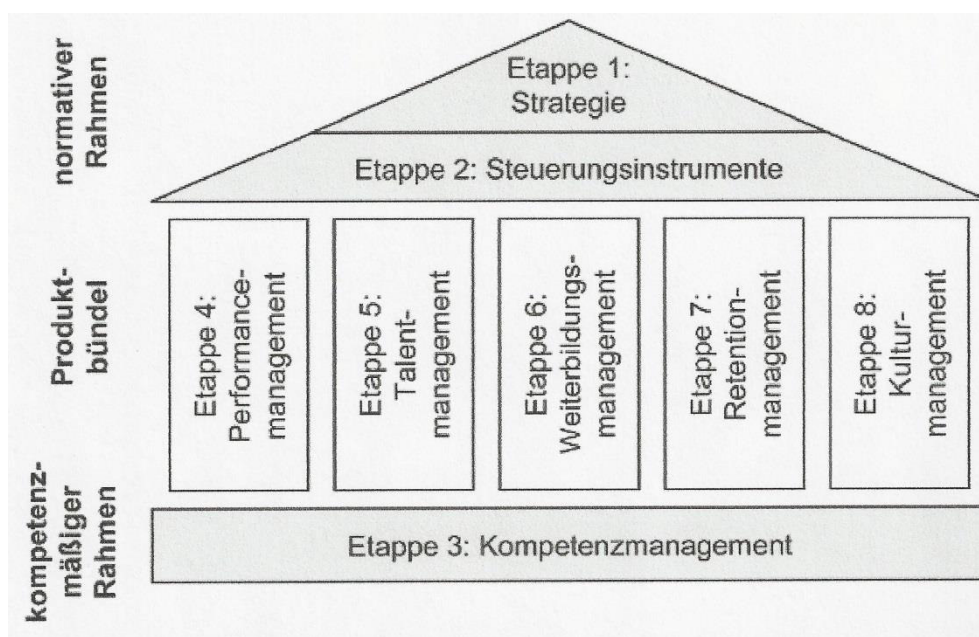 normativer
Rahmen
Etappe 1:
Strategie
Etappe 2: Steuerungsinstrumente
Produkt-
bündel
Etappe 4:
Performance-
management
Etappe 5:
Talent-
management
Etappe 6:
Weiterbildungs-
management
Etappe 7:
Retention-
management
Etappe 8:
Kultur-
management
kompetenz-
mäßiger
Rahmen
Etappe 3: Kompetenzmanagement